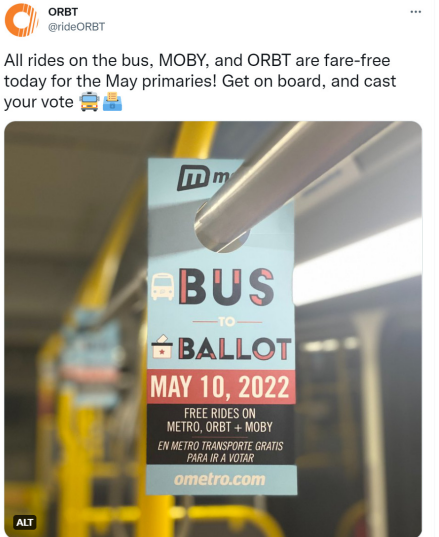 ORBT
@rideORBT
All rides on the bus, MOBY, and ORBT are fare-free
today for the May primaries! Get on board, and cast
your vote 🚎🗳️
BUS
TO
BALLOT
MAY 10, 2022
FREE RIDES ON
METRO, ORBT + MOBY
EN METRO TRANSPORTE GRATIS
PARA IR A VOTAR
ometro.com
ALT